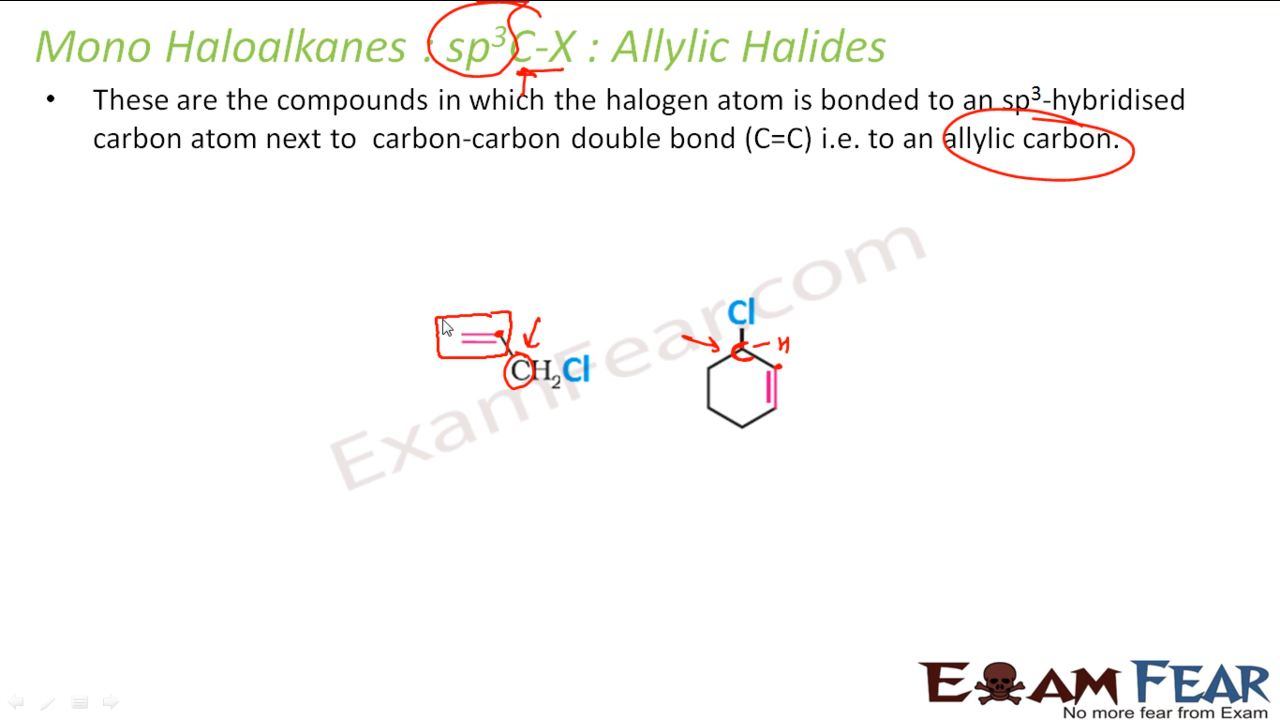 Mono Haloalkanes : sp³C-X : Allylic Halides
• These are the compounds in which the halogen atom is bonded to an sp³-hybridised
carbon atom next to carbon-carbon double bond (C=C) i.e. to an allylic carbon.
ExamFear.com
Cl
H
CH₂Cl
EXAM FEAR
No more fear from Exam